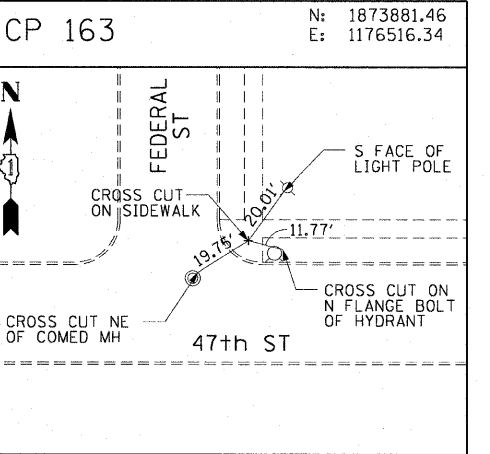 CP 163
N: 1873881.46
E: 1176516.34
N
1
FEDERAL
ST
S FACE OF
LIGHT POLE
CROSS CUT
ON SIDEWALK
20.01'
11.77'
19.75'
CROSS CUT ON
N FLANGE BOLT
OF HYDRANT
CROSS CUT NE
OF COMED MH
47th ST